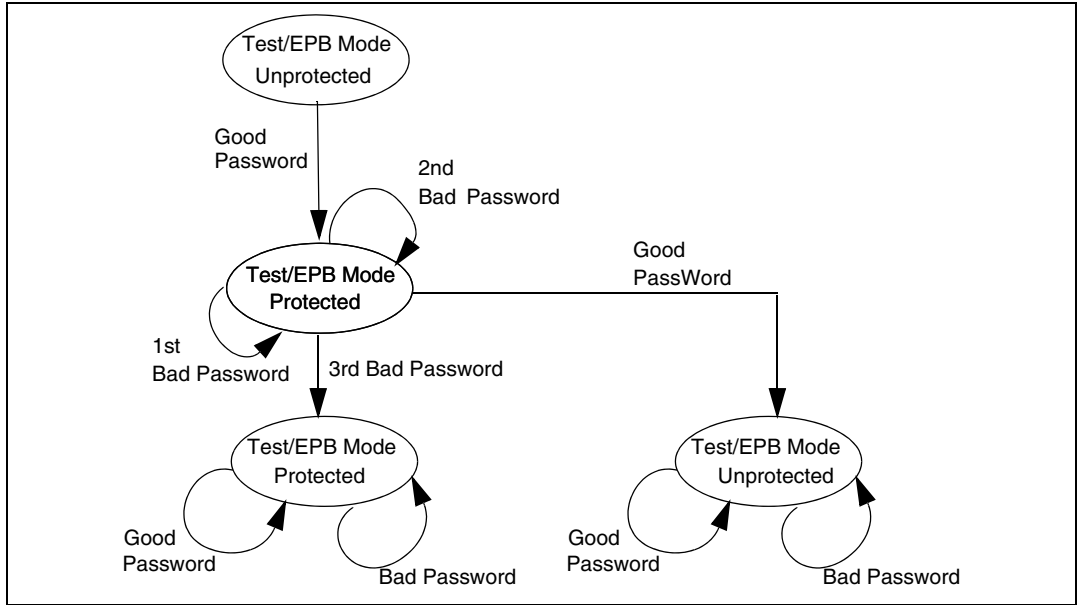 Test/EPB Mode
Unprotected
Good
Password
2nd
Bad Password
Good
PassWord
Test/EPB Mode
Protected
1st
Bad Password
3rd Bad Password
Test/EPB Mode
Protected
Test/EPB Mode
Unprotected
Good
Password
Bad Password
Good
Password
Bad Password